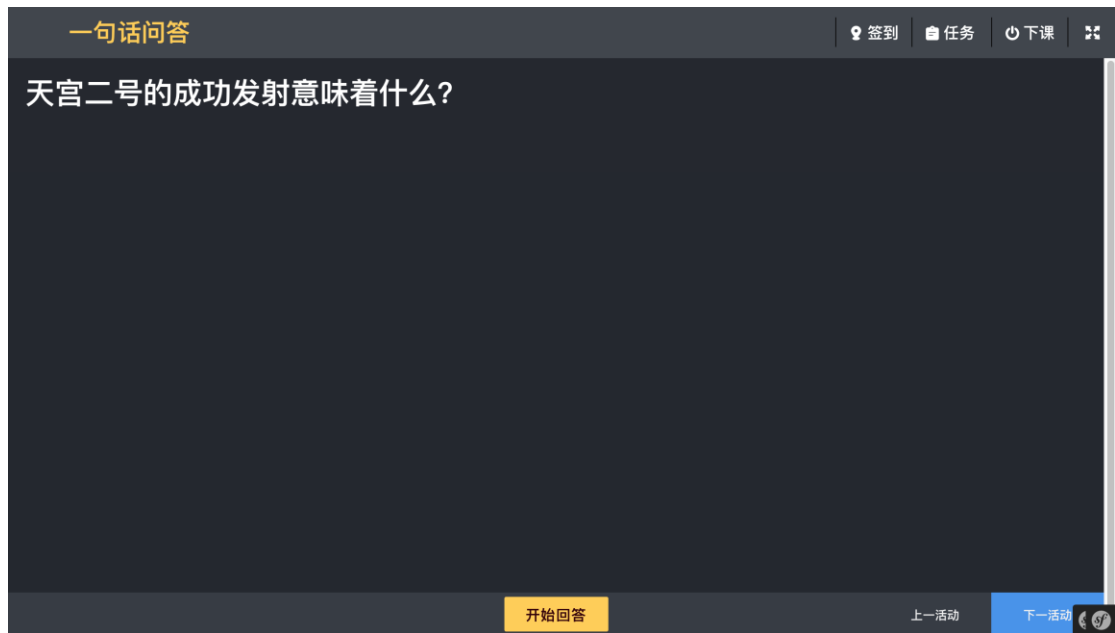 一句话问答
签到 任务 下课
天宫二号的成功发射意味着什么?
开始回答
上一活动
下一活动